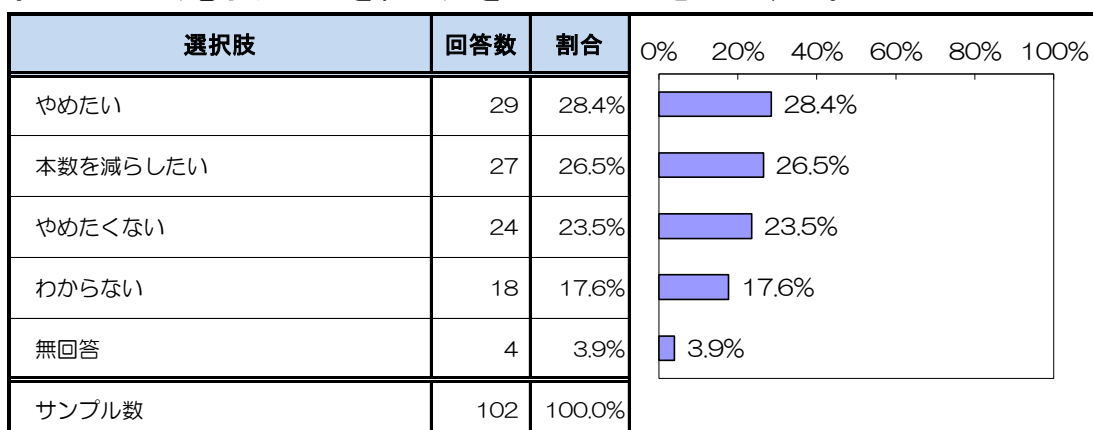 選択肢 回答数 割合 0% 20% 40% 60% 80% 100%
やめたい 29 28.4% 28.4%
本数を減らしたい 27 26.5% 26.5%
やめたくない 24 23.5% 23.5%
わからない 18 17.6% 17.6%
無回答 4 3.9% 3.9%
サンプル数 102 100.0%